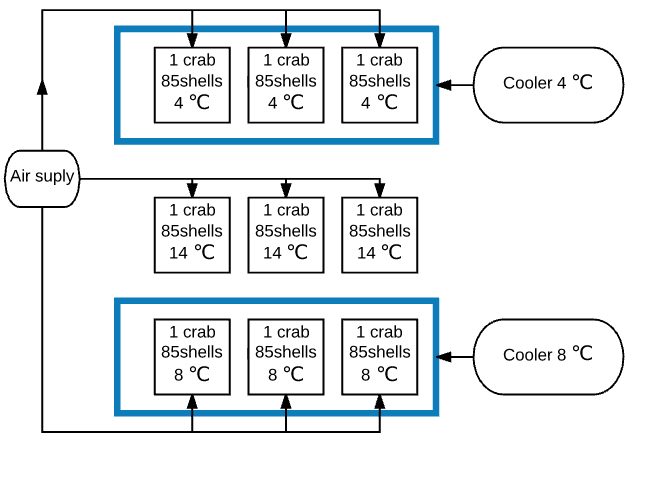 1 crab
85shells
4 ℃
1 crab
85shells
4 ℃
1 crab
85shells
4 ℃
Cooler 4 ℃
Air suply
1 crab
85shells
14 ℃
1 crab
85shells
14 ℃
1 crab
85shells
14 ℃
1 crab
85shells
8 ℃
1 crab
85shells
8 ℃
1 crab
85shells
8 ℃
Cooler 8 ℃